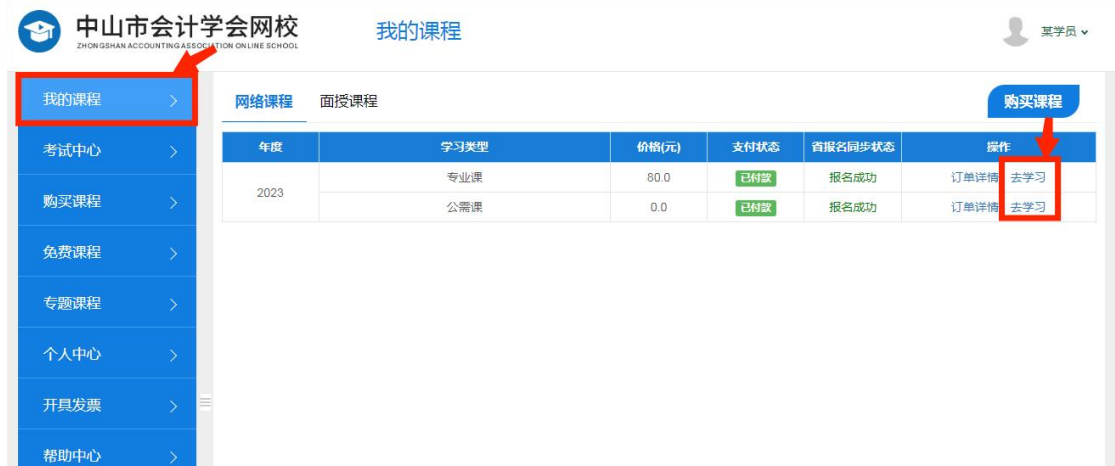 中山市会计学会网校
ZHONGSHAN ACCOUNTING ASSOCIATION ONLINE SCHOOL
我的课程
某学员
我的课程
考试中心
购买课程
免费课程
专题课程
个人中心
开具发票
帮助中心
网络课程 面授课程
购买课程
年度 学习类型 价格(元) 支付状态 省报名同步状态 操作
2023
专业课 80.0 已付款 报名成功 订单详情 去学习
公需课 0.0 已付款 报名成功 订单详情 去学习